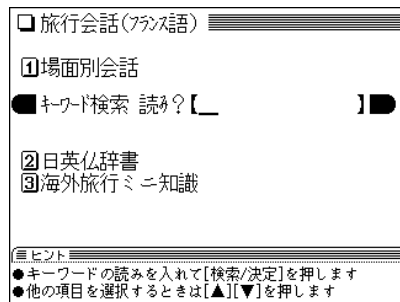 旅行会話(フランス語)
1場面別会話
キーワード検索 読み?【_ 】
2日英仏辞書
3海外旅行ミニ知識
ヒント
●キーワードの読みを入れて[検索/決定]を押します
●他の項目を選択するときは[▲][▼]を押します